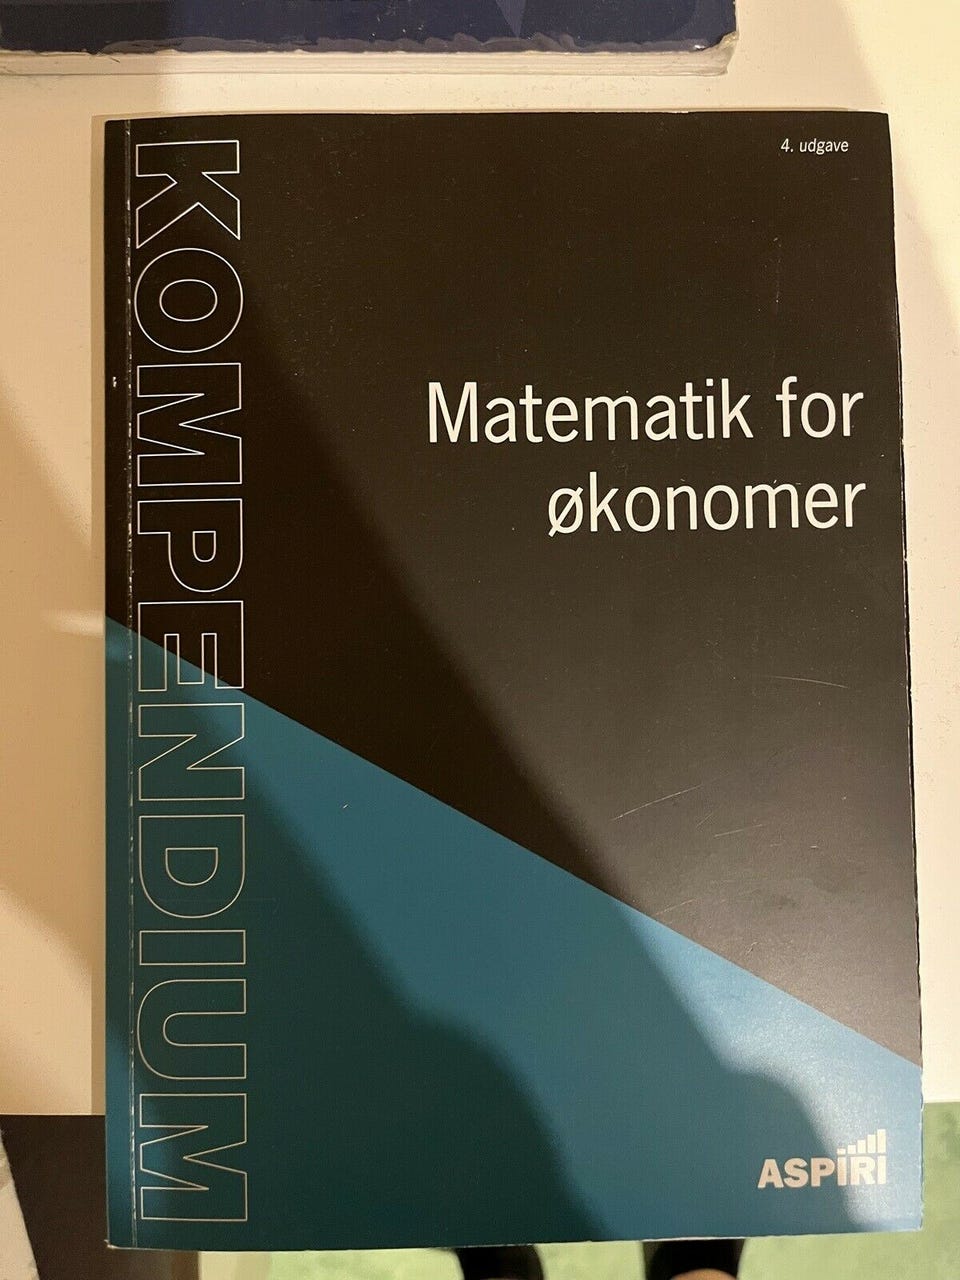 4. udgave
KOMPENDIUM
Matematik for
økonomer
ASPIRI